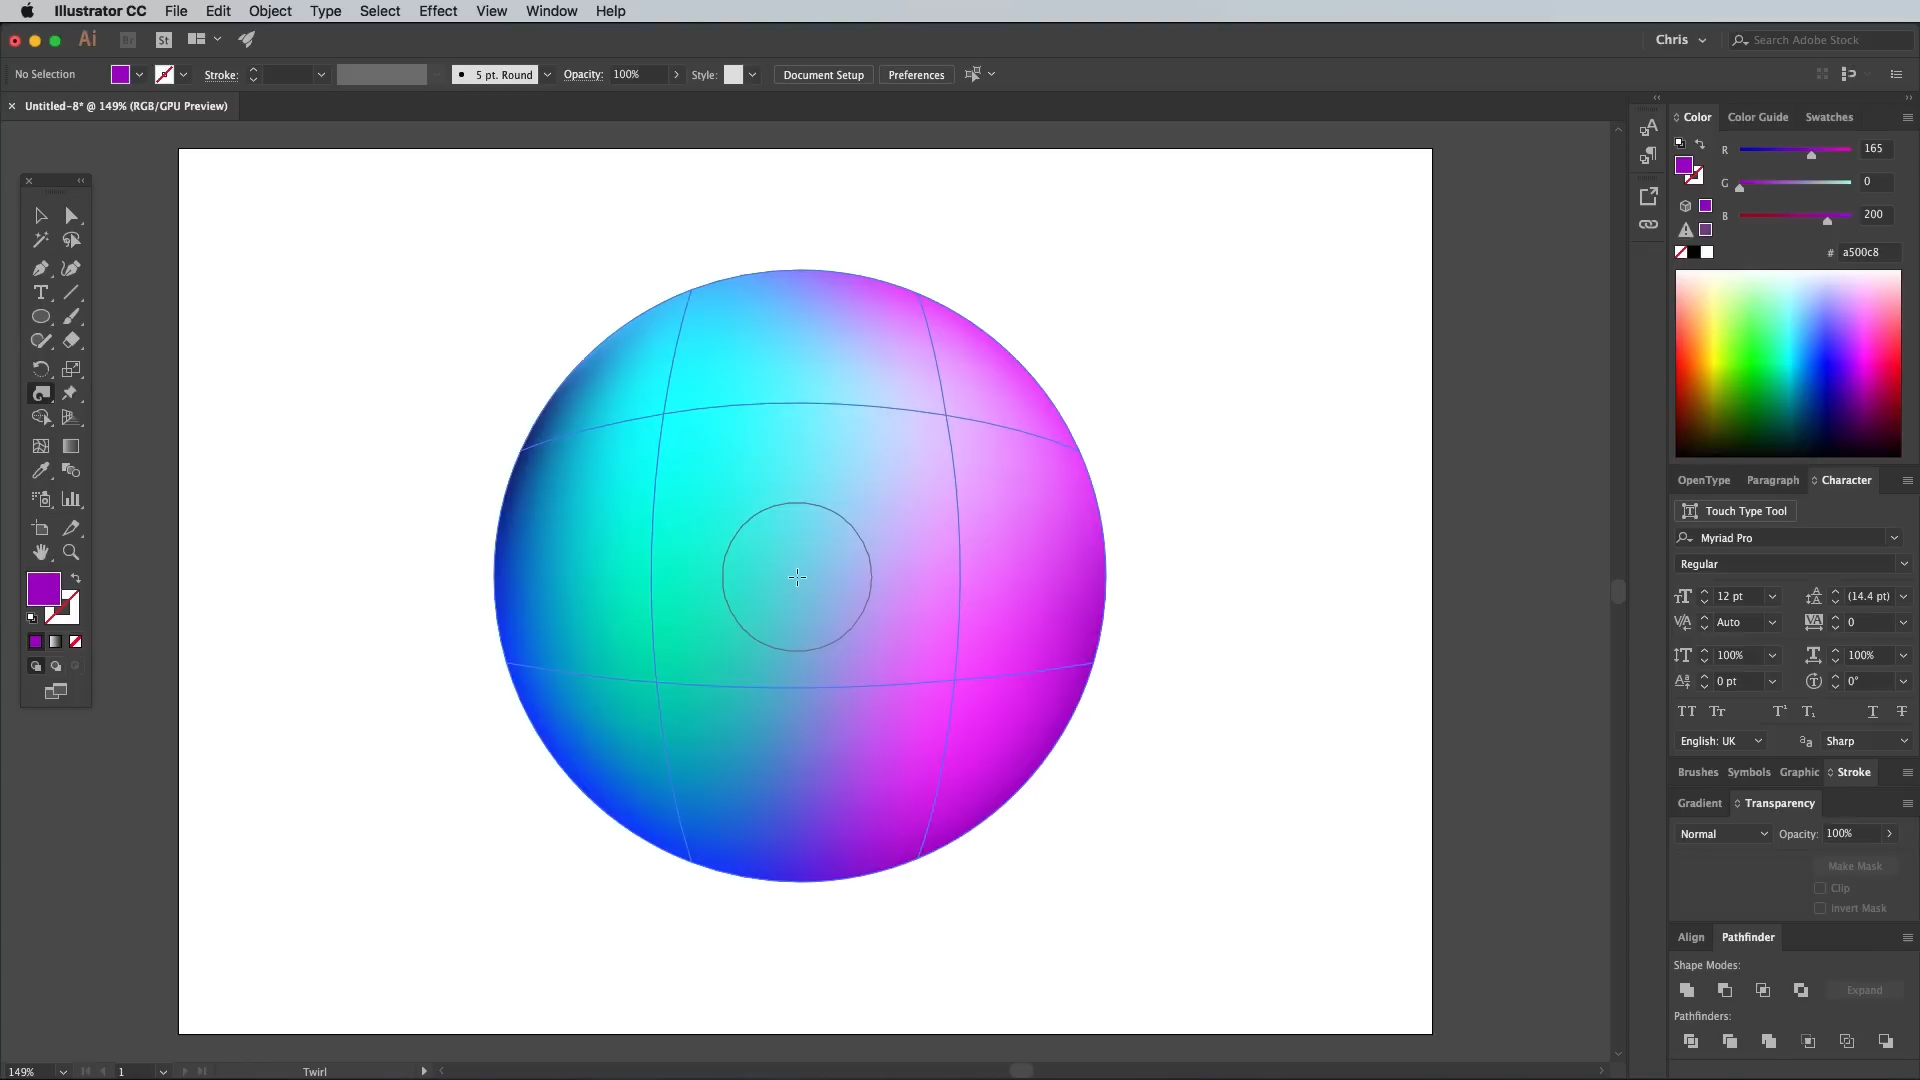 Illustrator CC File Edit Object Type Select Effect View Window Help
Ai Br St Chris Search Adobe Stock
No Selection Stroke: 5 pt. Round Opacity: 100% Style: Document Setup Preferences
Untitled-8* @ 149% (RGB/GPU Preview)
Color Color Guide Swatches
R 165
G 0
B 200
# a500c8
OpenType Paragraph Character
Touch Type Tool
Myriad Pro
Regular
12 pt (14.4 pt)
Auto 0
100% 100%
0 pt 0°
English: UK Sharp
Brushes Symbols Graphic Stroke
Gradient Transparency
Normal Opacity: 100%
Make Mask
Clip
Invert Mask
Align Pathfinder
Shape Modes:
Expand
Pathfinders:
149% 1 Twirl